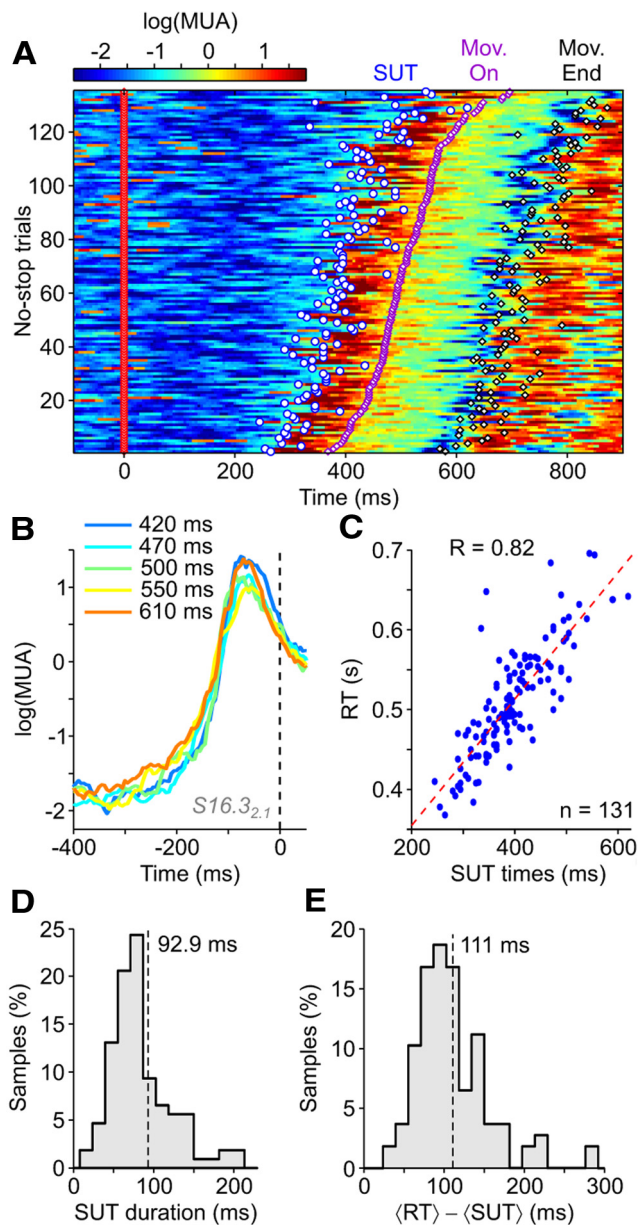 log(MUA)
-2 -1 0 1
A
SUT
Mov. On
Mov. End
No-stop trials
120
100
80
60
40
20
0 200 400 600 800
Time (ms)
B
420 ms
470 ms
500 ms
550 ms
610 ms
log(MUA)
1
0
-1
-2
S16.3₂.₁
-400 -200 0
Time (ms)
C
R = 0.82
RT (s)
0.7
0.6
0.5
0.4
n = 131
200 400 600
SUT times (ms)
D
92.9 ms
Samples (%)
25
20
15
10
5
0
0 100 200
SUT duration (ms)
E
111 ms
Samples (%)
20
15
10
5
0
0 100 200 300
⟨RT⟩ – ⟨SUT⟩ (ms)